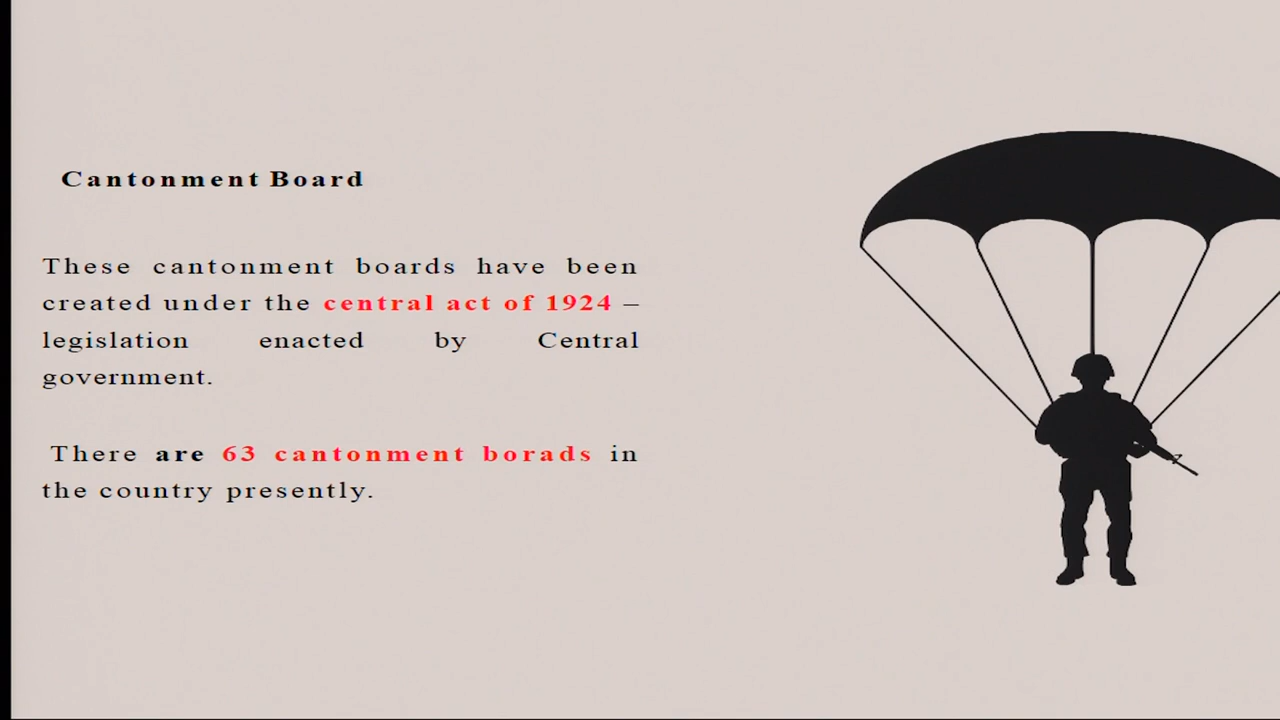 Cantonment Board
These cantonment boards have been
created under the central act of 1924 –
legislation enacted by Central
government.
There are 63 cantonment borads in
the country presently.